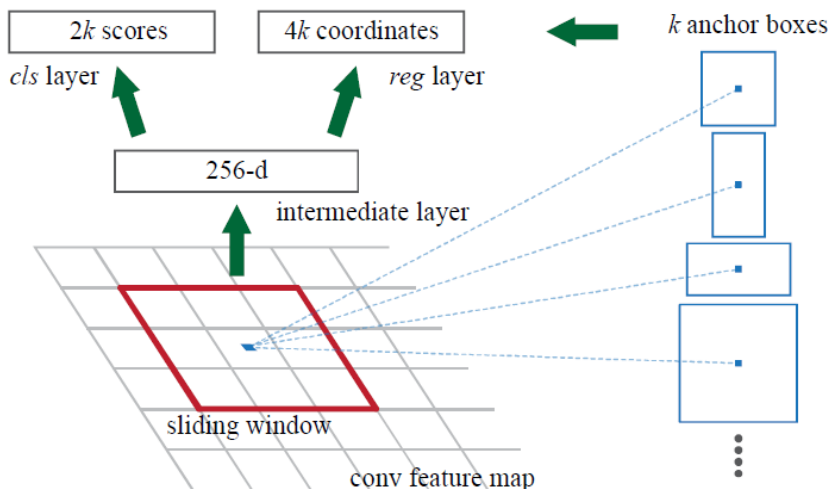 2k scores
4k coordinates
k anchor boxes
cls layer
reg layer
256-d
intermediate layer
sliding window
conv feature map